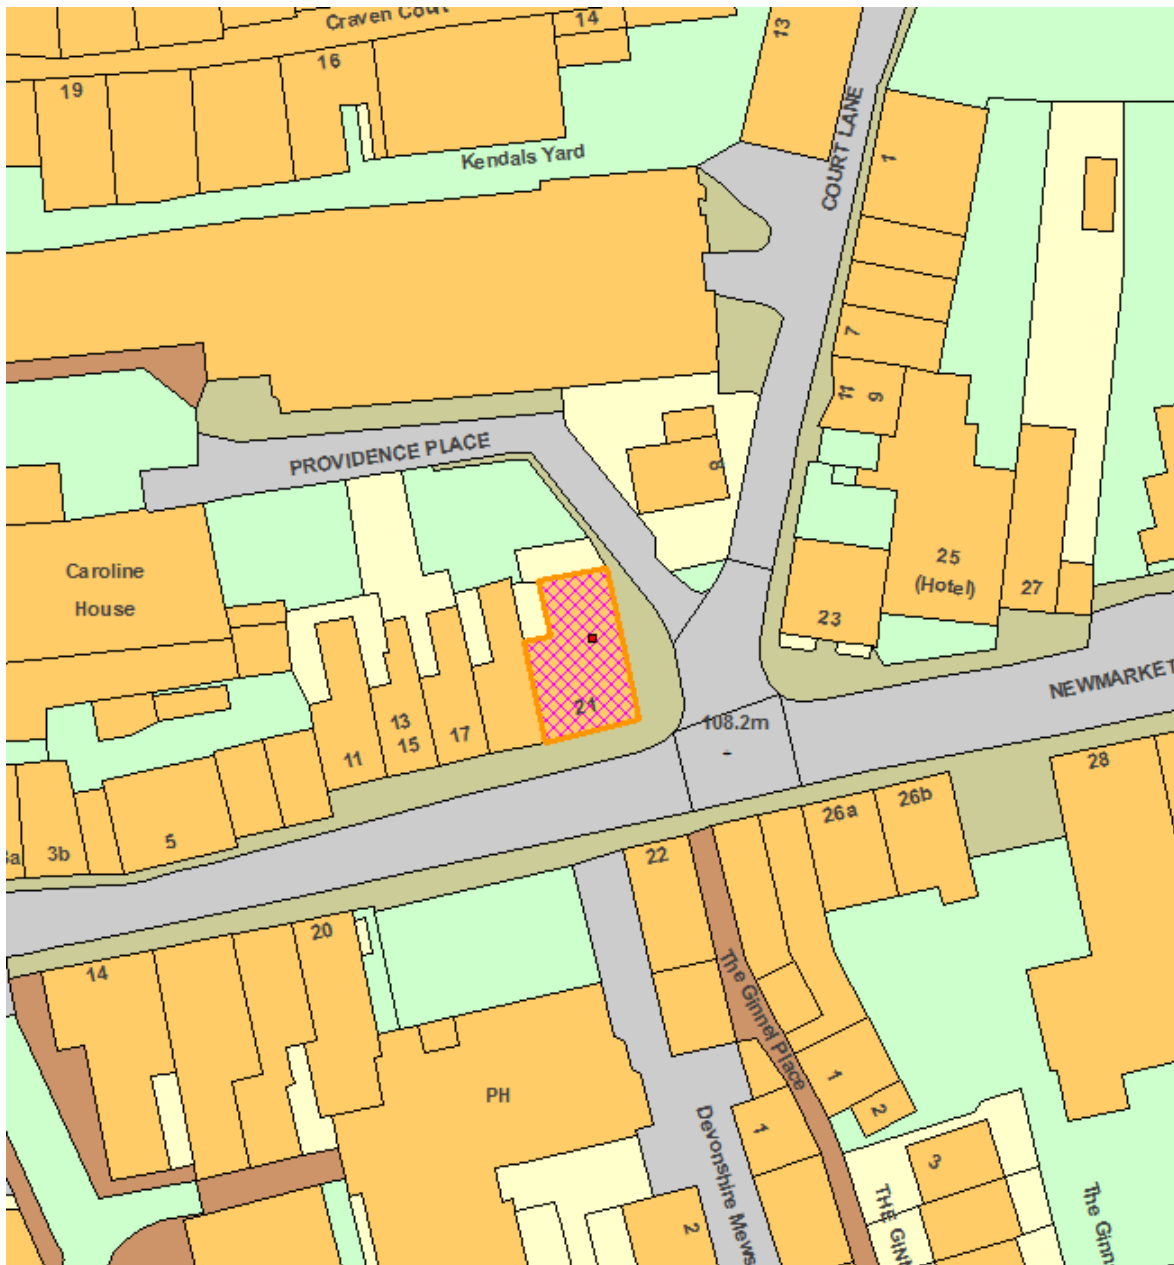 Craven Court
14
13
16
19
Kendals Yard
COURT LANE
1
7
11
9
PROVIDENCE PLACE
8
Caroline
House
25
(Hotel)
27
23
NEWMARKET
21
108.2m
13
15
17
11
28
26a
26b
22
5
3b
3a
20
14
The Ginnel Place
PH
1
2
1
Devonshire Mews
3
2
THE GINN
The Ginn